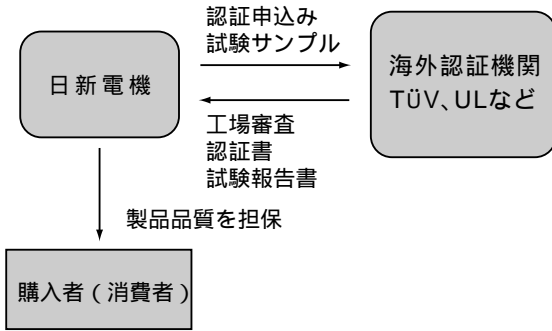 認証申込み
試験サンプル
日新電機
海外認証機関
TÜV、ULなど
工場審査
認証書
試験報告書
製品品質を担保
購入者(消費者)